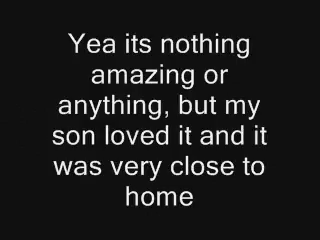 Yea its nothing
amazing or
anything, but my
son loved it and it
was very close to
home